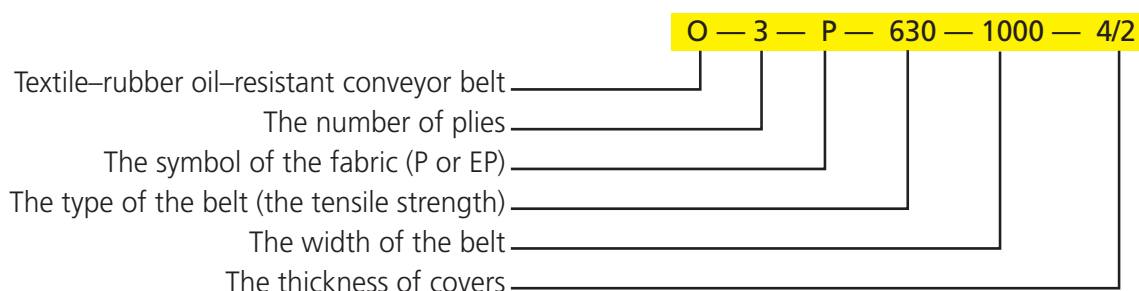 O — 3 — P — 630 — 1000 — 4/2
Textile–rubber oil–resistant conveyor belt
The number of plies
The symbol of the fabric (P or EP)
The type of the belt (the tensile strength)
The width of the belt
The thickness of covers